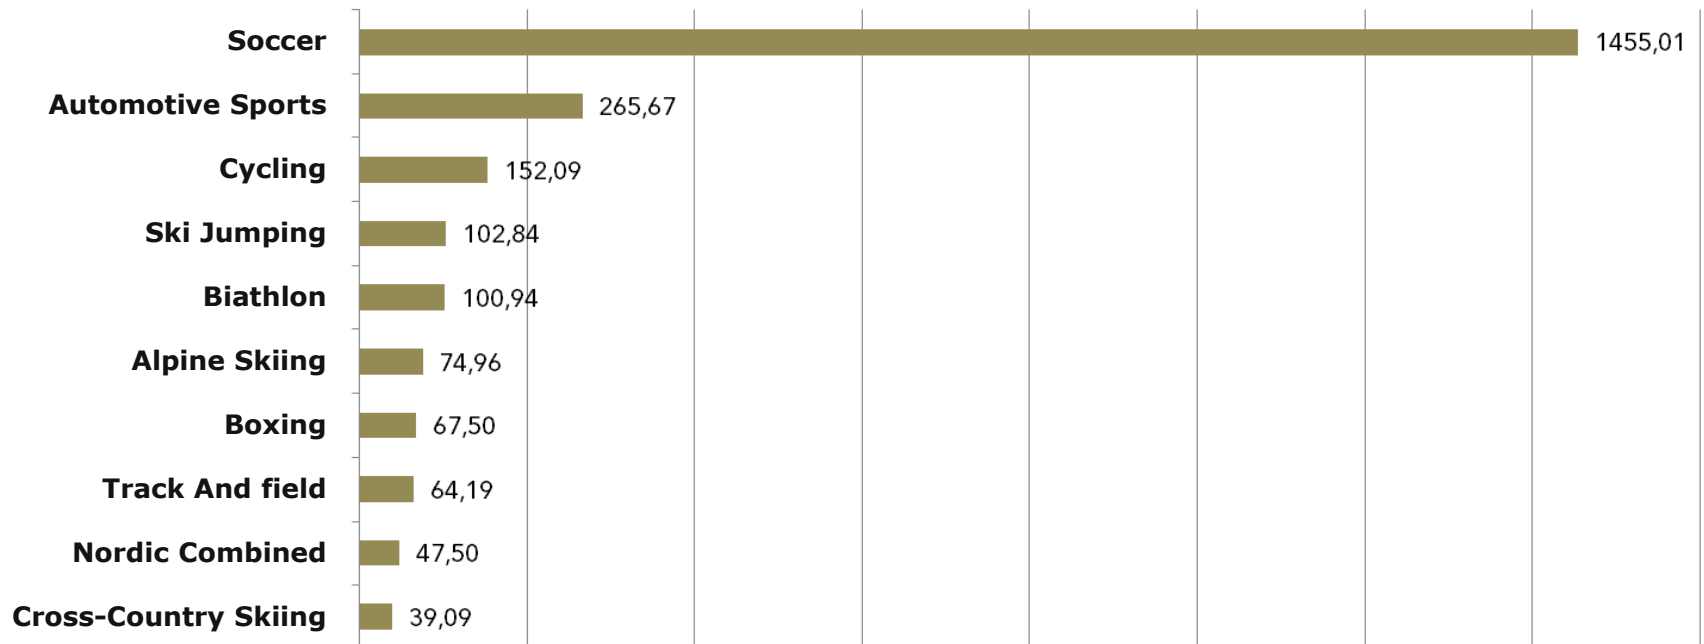 Soccer 1455,01
Automotive Sports 265,67
Cycling 152,09
Ski Jumping 102,84
Biathlon 100,94
Alpine Skiing 74,96
Boxing 67,50
Track And field 64,19
Nordic Combined 47,50
Cross-Country Skiing 39,09